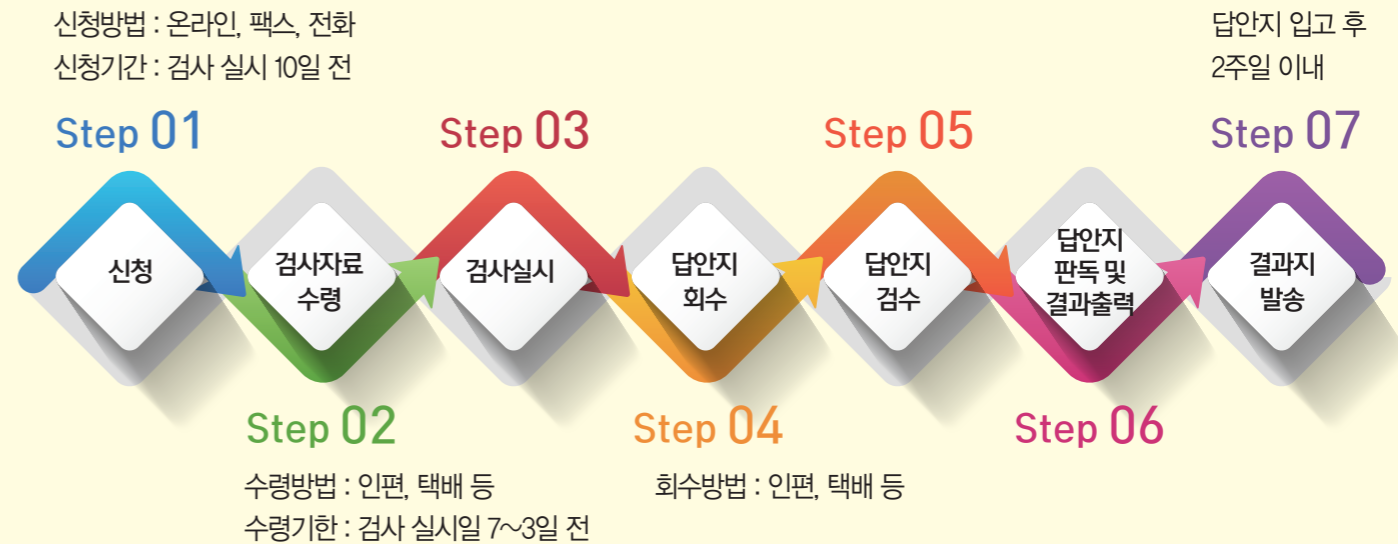 신청방법 : 온라인, 팩스, 전화
신청기간 : 검사 실시 10일 전
Step 01
신청
검사자료
수령
Step 02
수령방법 : 인편, 택배 등
수령기한 : 검사 실시일 7~3일 전
Step 03
검사실시
답안지
회수
Step 04
회수방법 : 인편, 택배 등
Step 05
답안지
검수
답안지
판독 및
결과출력
Step 06
답안지 입고 후
2주일 이내
Step 07
결과지
발송